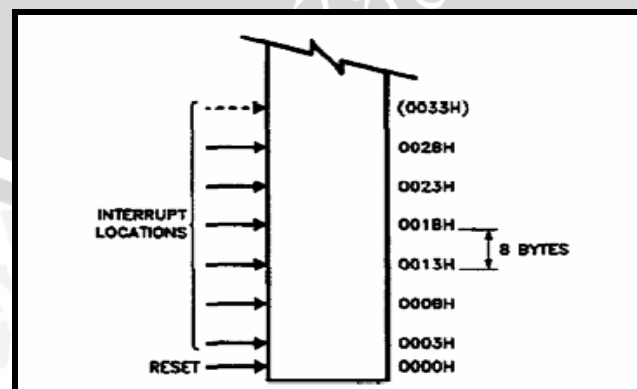 (0033H)
002BH
0023H
INTERRUPT
LOCATIONS
001BH
8 BYTES
0013H
000BH
0003H
RESET
0000H